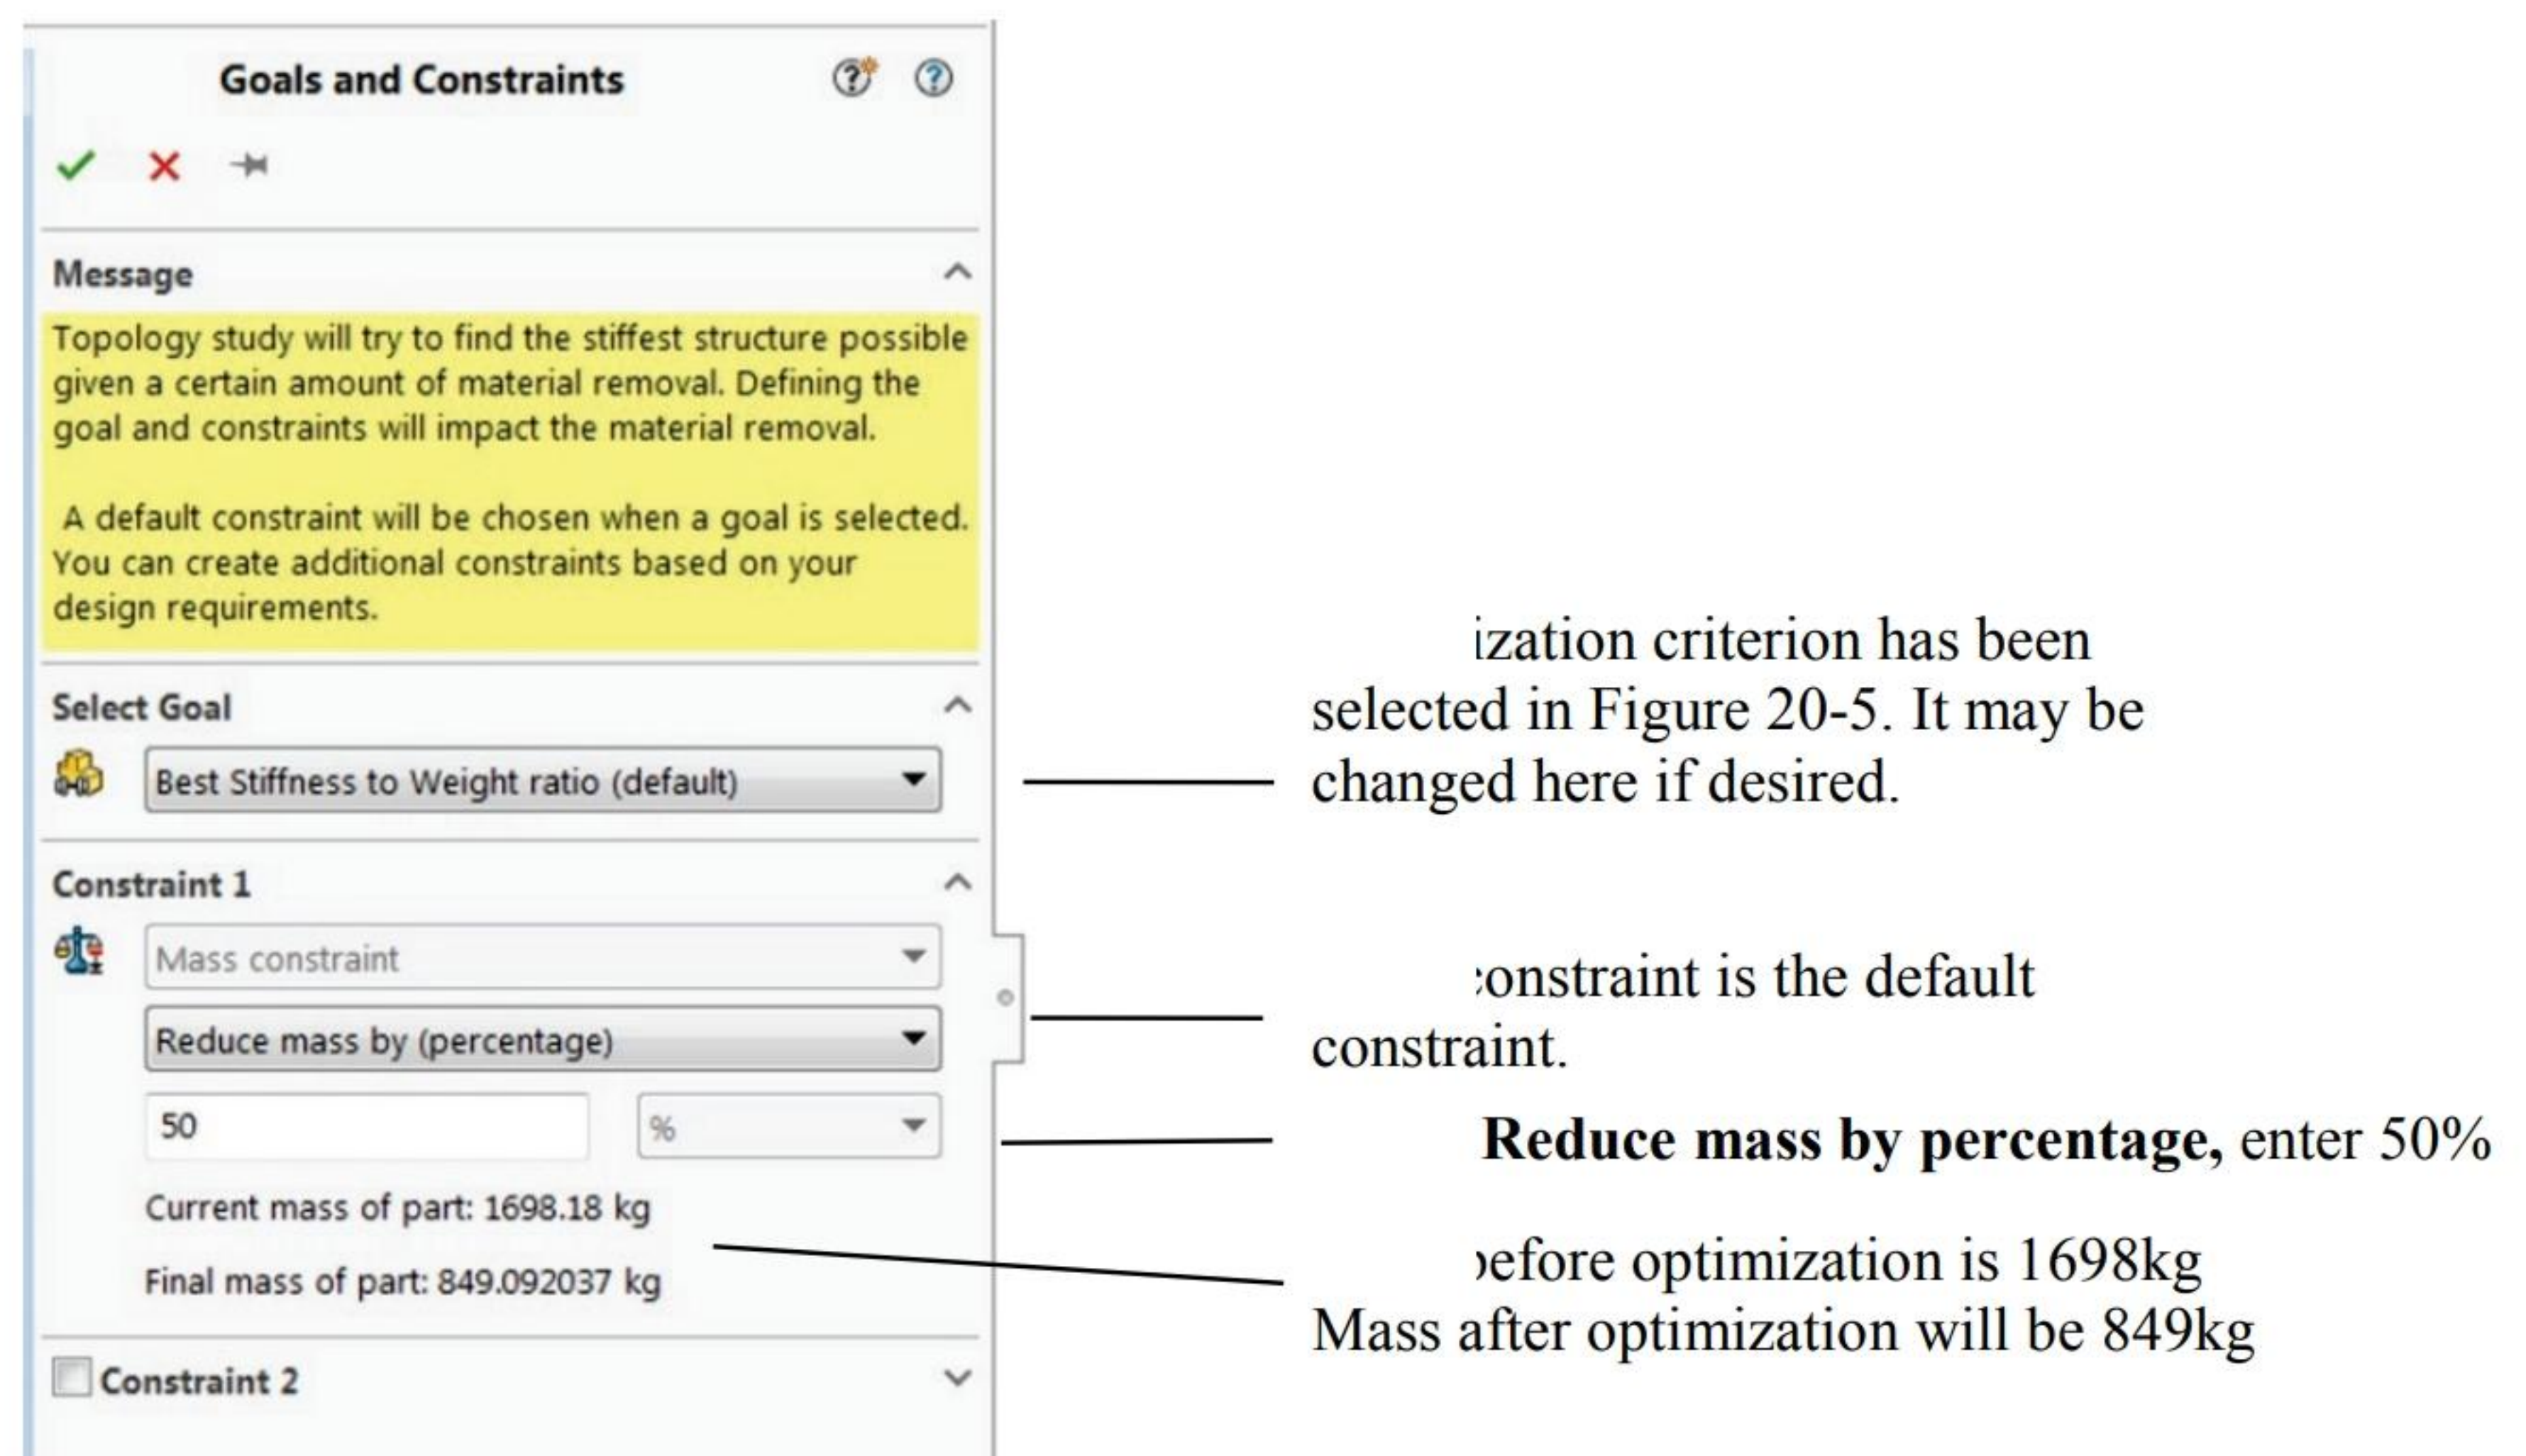 Goals and Constraints
Message
Topology study will try to find the stiffest structure possible
given a certain amount of material removal. Defining the
goal and constraints will impact the material removal.
A default constraint will be chosen when a goal is selected.
You can create additional constraints based on your
design requirements.
Select Goal
Best Stiffness to Weight ratio (default)
ization criterion has been
selected in Figure 20-5. It may be
changed here if desired.
Constraint 1
Mass constraint
Reduce mass by (percentage)
onstraint is the default
constraint.
50 %
Reduce mass by percentage, enter 50%
Current mass of part: 1698.18 kg
Final mass of part: 849.092037 kg
efore optimization is 1698kg
Mass after optimization will be 849kg
Constraint 2